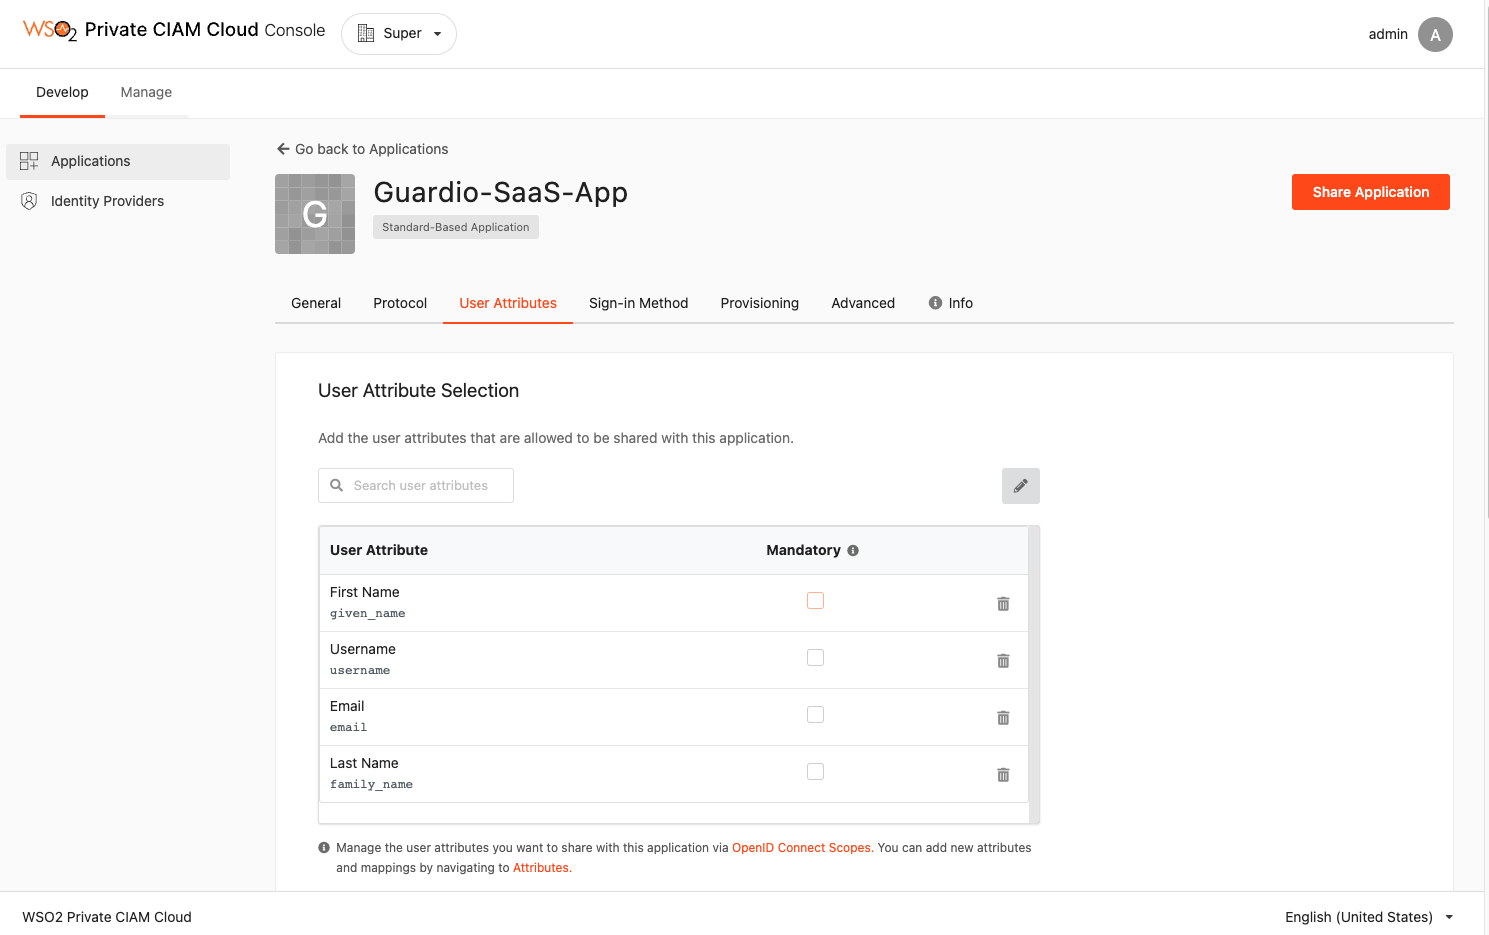 WSO2 Private CIAM Cloud Console
Super
admin
A
Develop
Manage
Applications
Identity Providers
Go back to Applications
G
Guardio-SaaS-App
Standard-Based Application
Share Application
General
Protocol
User Attributes
Sign-in Method
Provisioning
Advanced
Info
User Attribute Selection
Add the user attributes that are allowed to be shared with this application.
Search user attributes
User Attribute
Mandatory
First Name
given_name
Username
username
Email
email
Last Name
family_name
Manage the user attributes you want to share with this application via OpenID Connect Scopes. You can add new attributes
and mappings by navigating to Attributes.
WSO2 Private CIAM Cloud
English (United States)